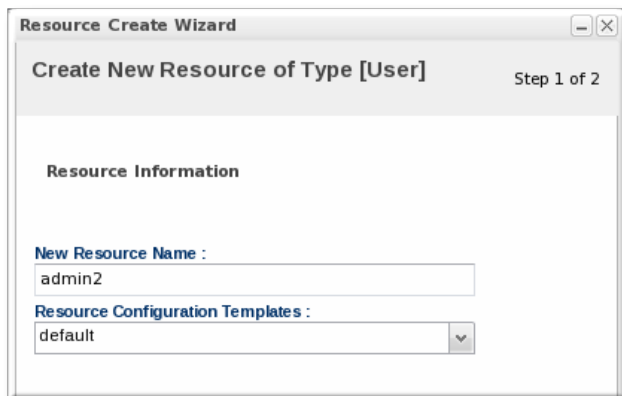 Resource Create Wizard
Create New Resource of Type [User]
Step 1 of 2
Resource Information
New Resource Name :
admin2
Resource Configuration Templates :
default